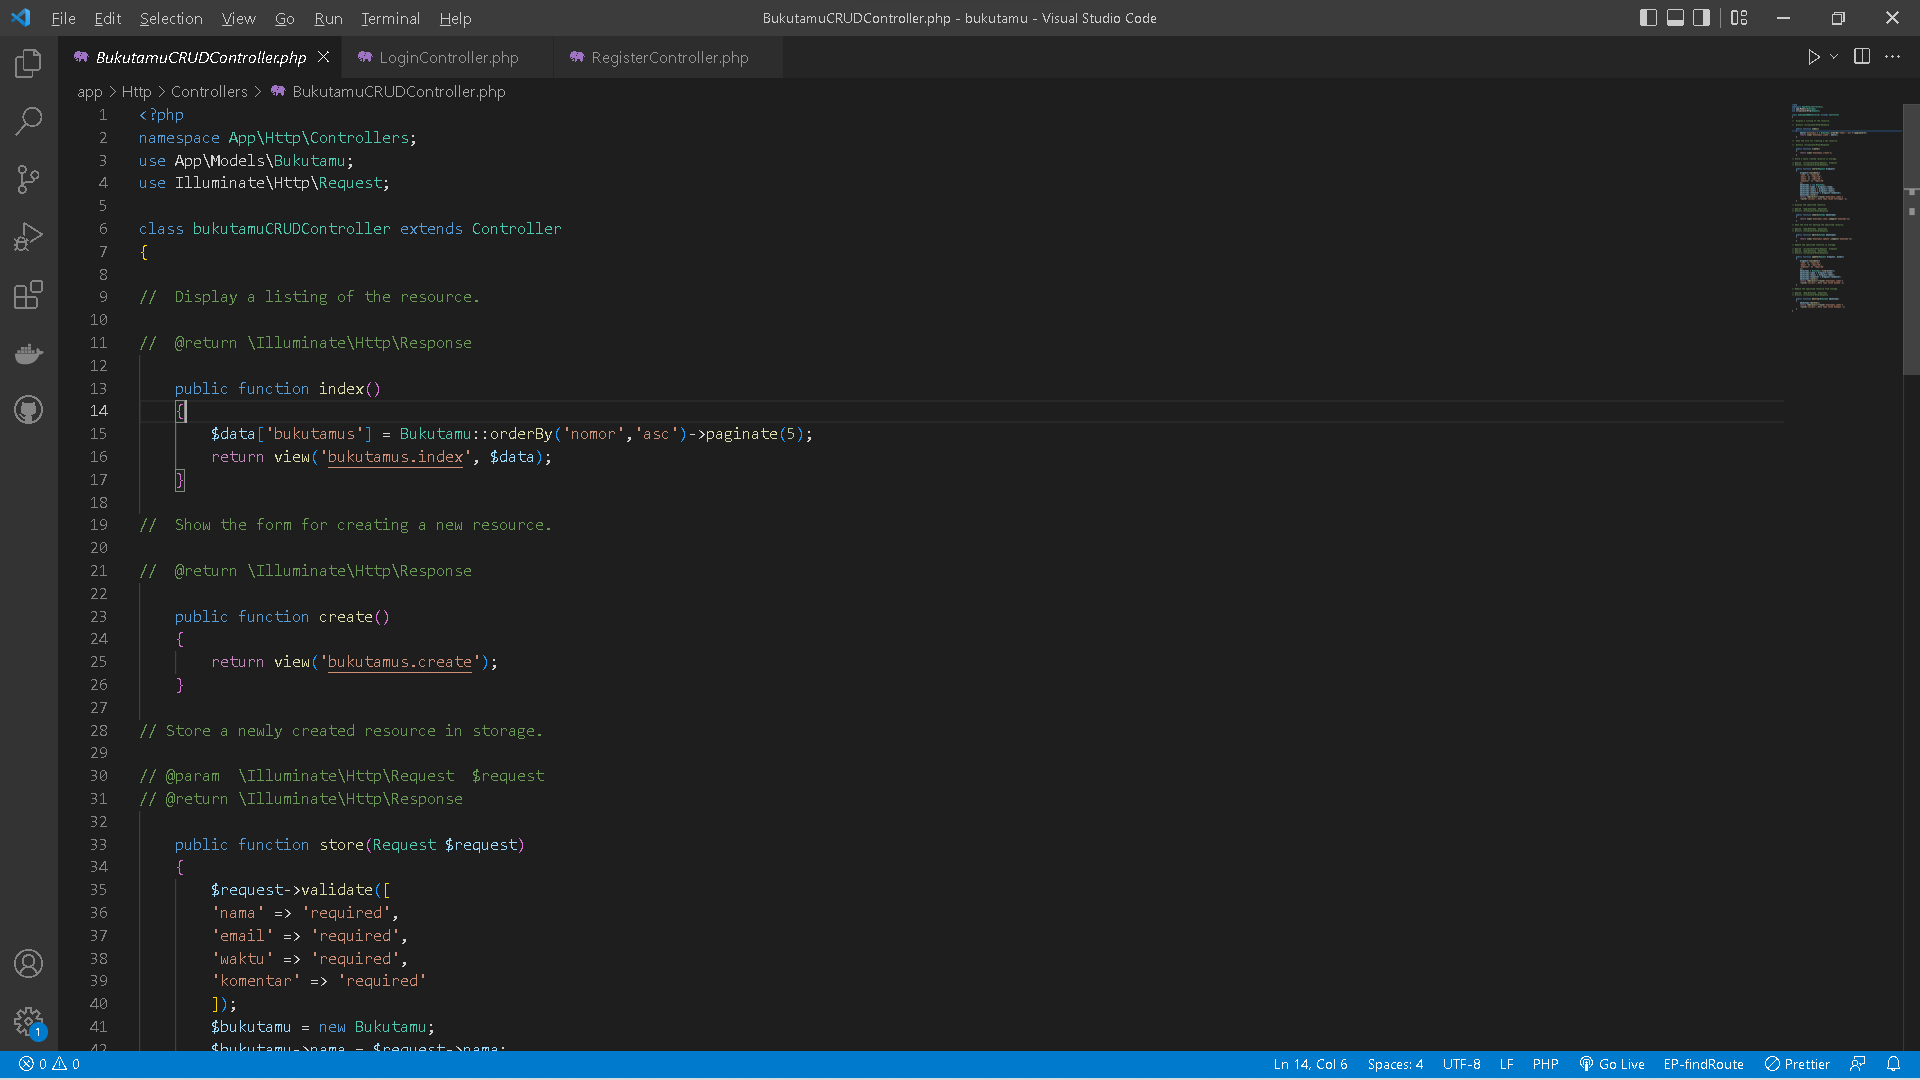 File Edit Selection View Go Run Terminal Help
BukutamuCRUDController.php - bukutamu - Visual Studio Code
BukutamuCRUDController.php LoginController.php RegisterController.php
app > Http > Controllers > BukutamuCRUDController.php
1 <?php
2 namespace App\Http\Controllers;
3 use App\Models\Bukutamu;
4 use Illuminate\Http\Request;
5
6 class bukutamuCRUDController extends Controller
7 {
8
9 //  Display a listing of the resource.
10
11 //  @return \Illuminate\Http\Response
12
13     public function index()
14     {
15         $data['bukutamus'] = Bukutamu::orderBy('nomor','asc')->paginate(5);
16         return view('bukutamus.index', $data);
17     }
18
19 //  Show the form for creating a new resource.
20
21 //  @return \Illuminate\Http\Response
22
23     public function create()
24     {
25         return view('bukutamus.create');
26     }
27
28 // Store a newly created resource in storage.
29
30 // @param  \Illuminate\Http\Request  $request
31 // @return \Illuminate\Http\Response
32
33     public function store(Request $request)
34     {
35         $request->validate([
36         'nama' => 'required',
37         'email' => 'required',
38         'waktu' => 'required',
39         'komentar' => 'required'
40         ]);
41         $bukutamu = new Bukutamu;
42         $bukutamu->nama = $request->nama;
1
0 0 Ln 14, Col 6 Spaces: 4 UTF-8 LF PHP Go Live EP-findRoute Prettier